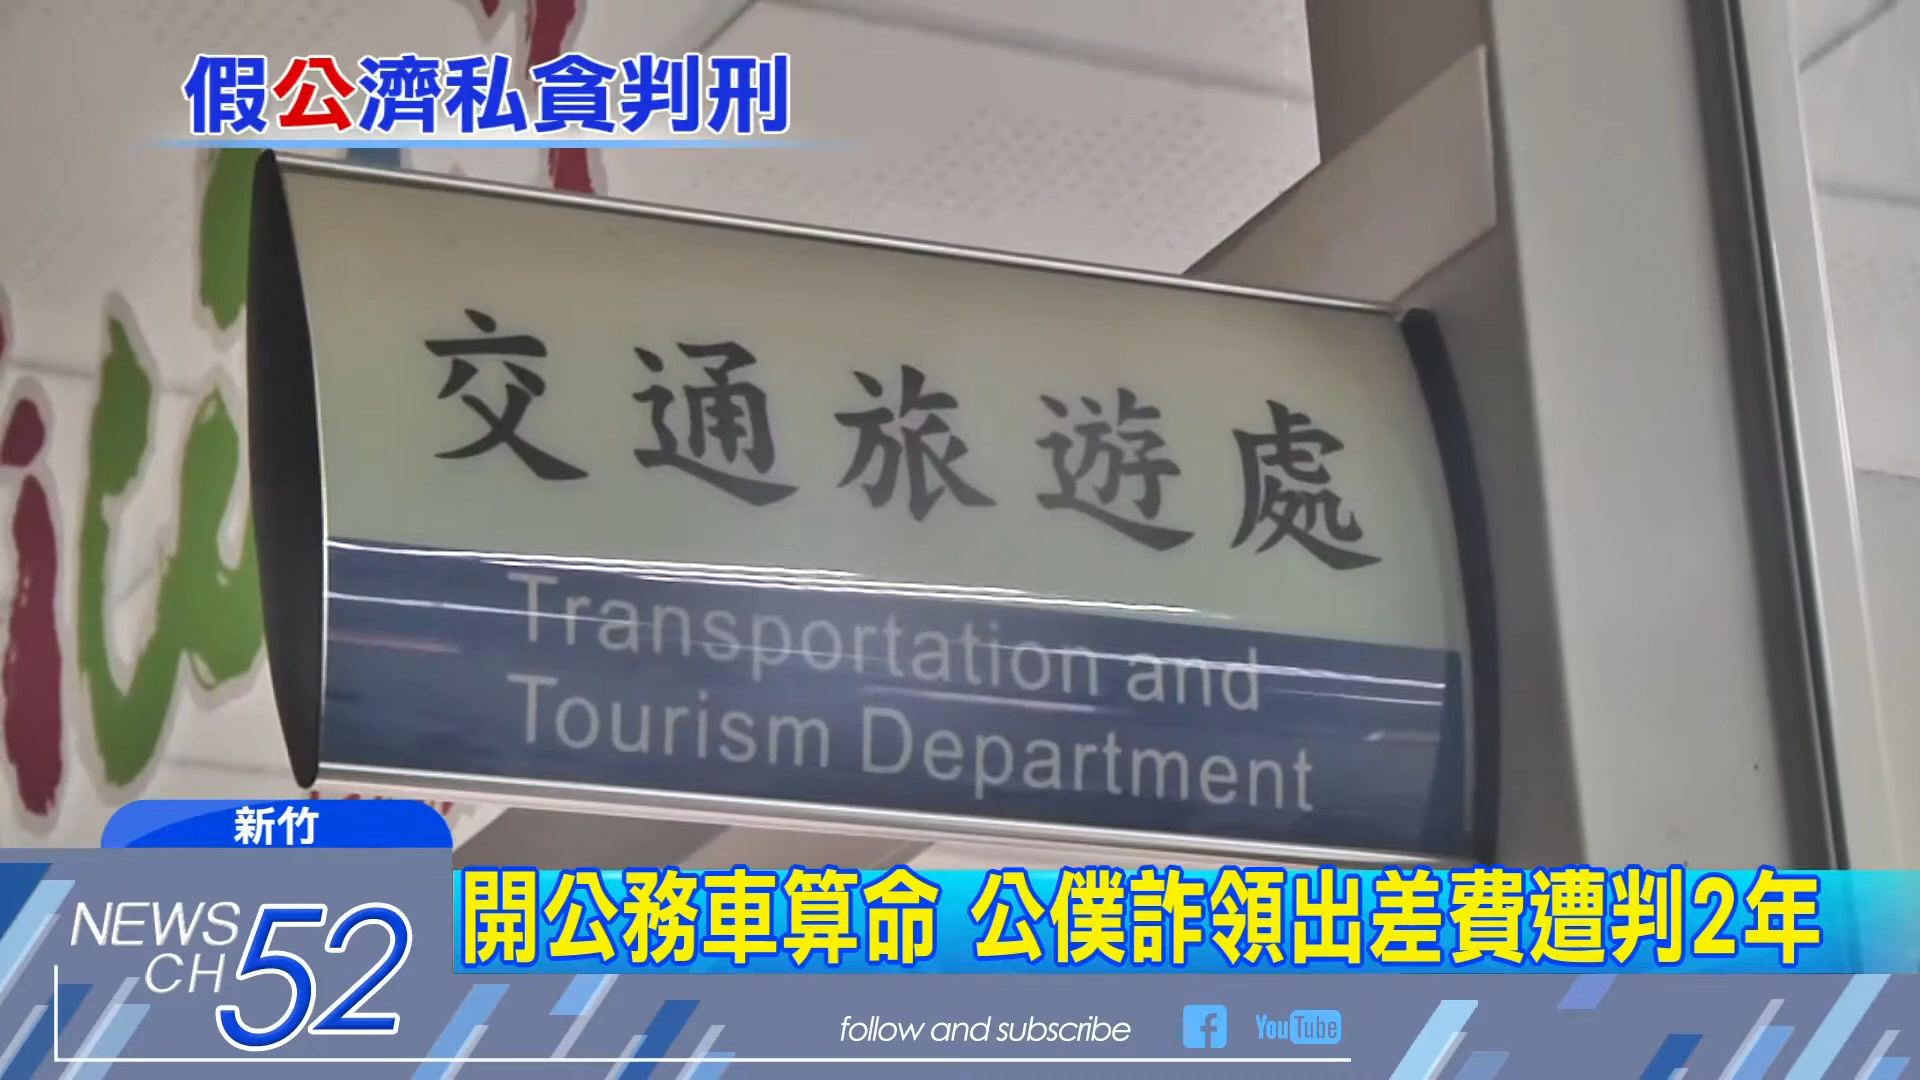 假公濟私貪判刑
交通旅遊處
Transportation and
Tourism Department
新竹
開公務車算命 公僕詐領出差費遭判2年
NEWS
CH 52
follow and subscribe
YouTube